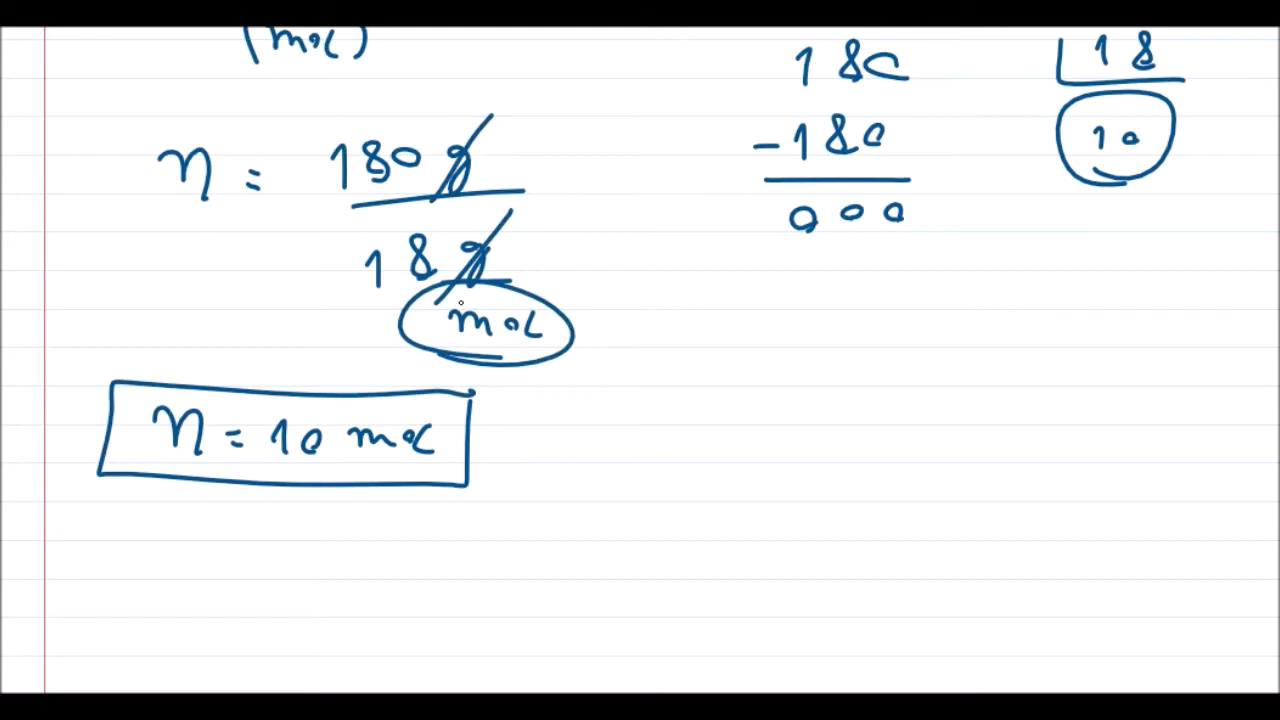 (mol)
n = 180 g
18 g
mol
n = 10 mol
180
-180
000
18
10